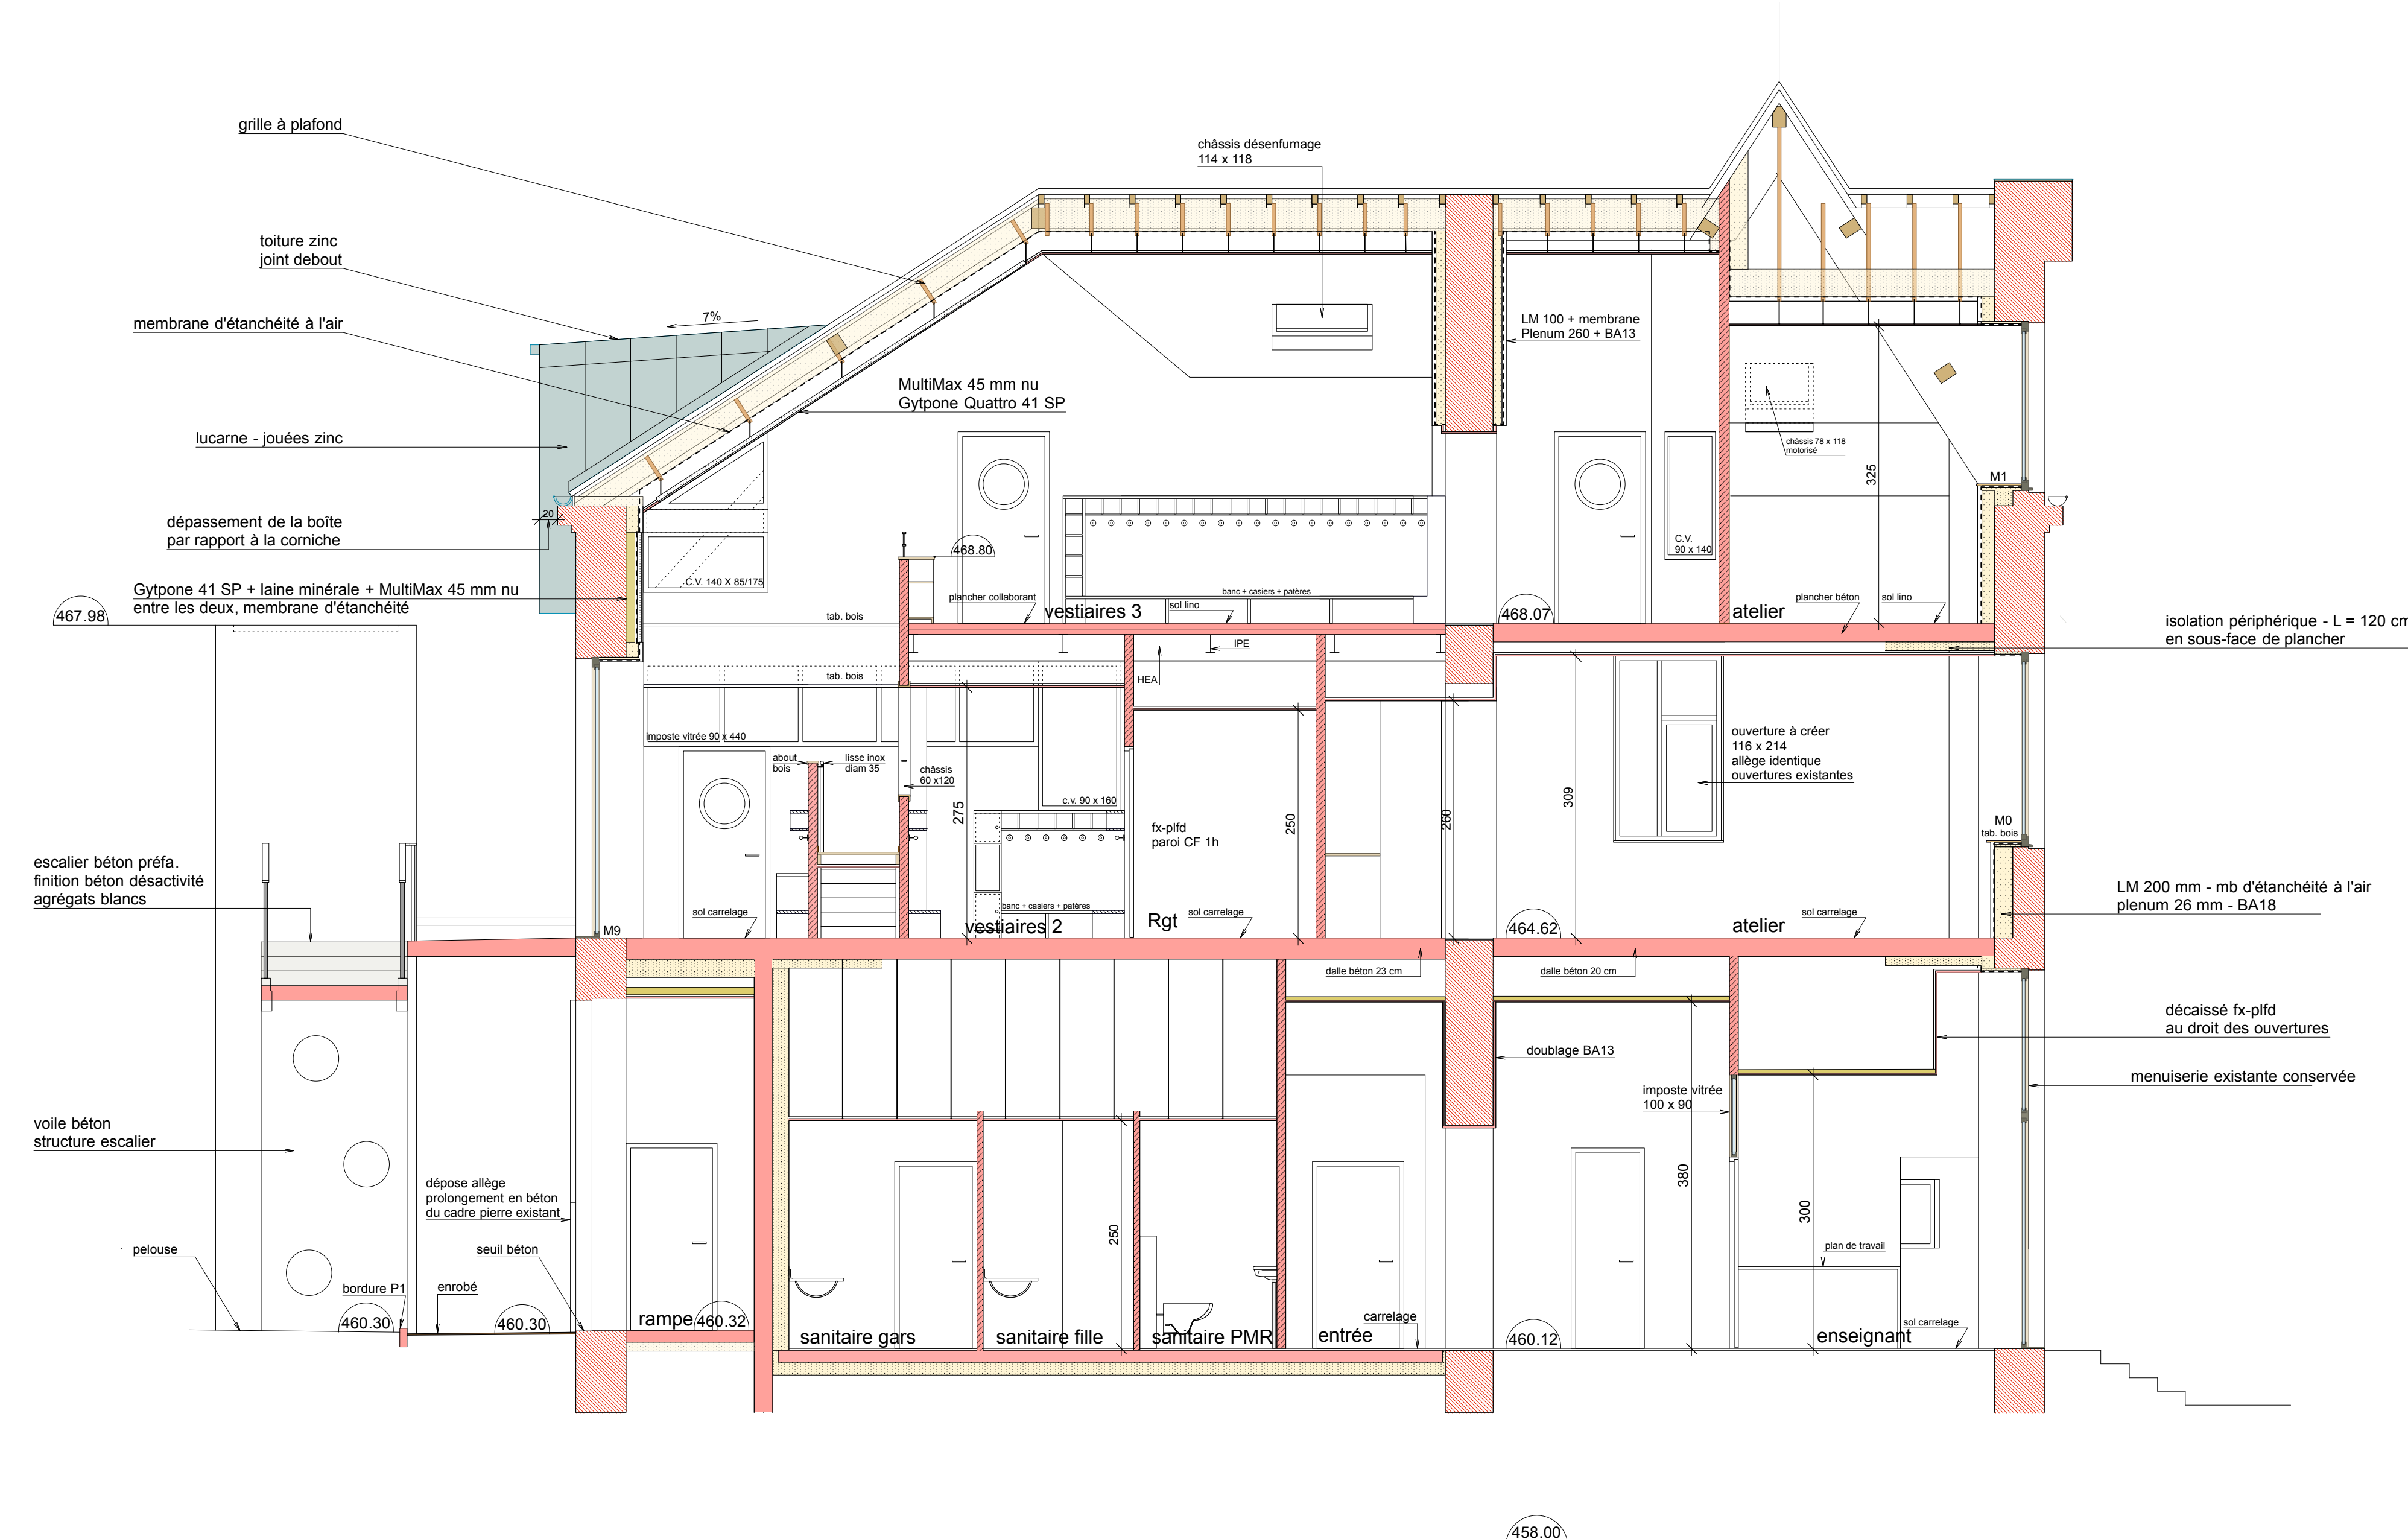 grille à plafond
châssis désenfumage
114 x 118
toiture zinc
joint debout
7%
membrane d'étanchéité à l'air
LM 100 + membrane
Plenum 260 + BA13
MultiMax 45 mm nu
Gytpone Quattro 41 SP
lucarne - jouées zinc
châssis 78 x 118
motorisé
325
M1
20
dépassement de la boîte
par rapport à la corniche
C.V.
90 x 140
468.80
C.V. 140 X 85/175
Gytpone 41 SP + laine minérale + MultiMax 45 mm nu
entre les deux, membrane d'étanchéité
467.98
plancher collaborant
vestiaires 3
sol lino
banc + casiers + patères
468.07
atelier
plancher béton
sol lino
tab. bois
isolation périphérique - L = 120 cm
en sous-face de plancher
IPE
HEA
tab. bois
imposte vitrée 90 x 440
about
bois
lisse inox
diam 35
châssis
60 x120
275
c.v. 90 x 160
fx-plfd
paroi CF 1h
250
260
309
ouverture à créer
116 x 214
allège identique
ouvertures existantes
M0
tab. bois
escalier béton préfa.
finition béton désactivité
agrégats blancs
LM 200 mm - mb d'étanchéité à l'air
plenum 26 mm - BA18
M9
sol carrelage
banc + casiers + patères
vestiaires 2
Rgt
sol carrelage
464.62
atelier
sol carrelage
dalle béton 23 cm
dalle béton 20 cm
décaissé fx-plfd
au droit des ouvertures
doublage BA13
menuiserie existante conservée
imposte vitrée
100 x 90
voile béton
structure escalier
dépose allège
prolongement en béton
du cadre pierre existant
380
300
250
pelouse
seuil béton
plan de travail
bordure P1
enrobé
460.30
460.30
rampe
460.32
sanitaire gars
sanitaire fille
sanitaire PMR
entrée
carrelage
460.12
enseignant
sol carrelage
458.00